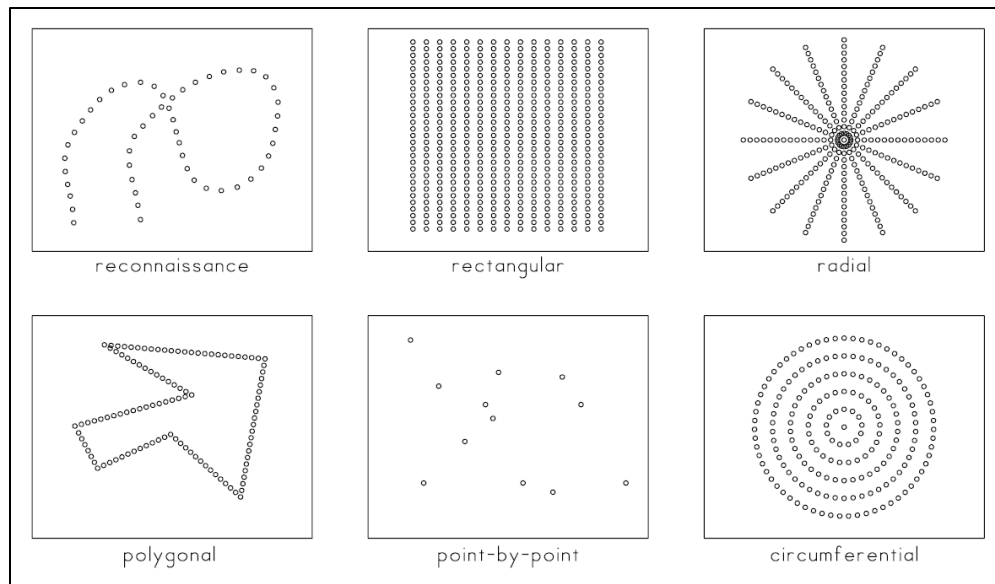 reconnaissance
rectangular
radial
polygonal
point-by-point
circumferential